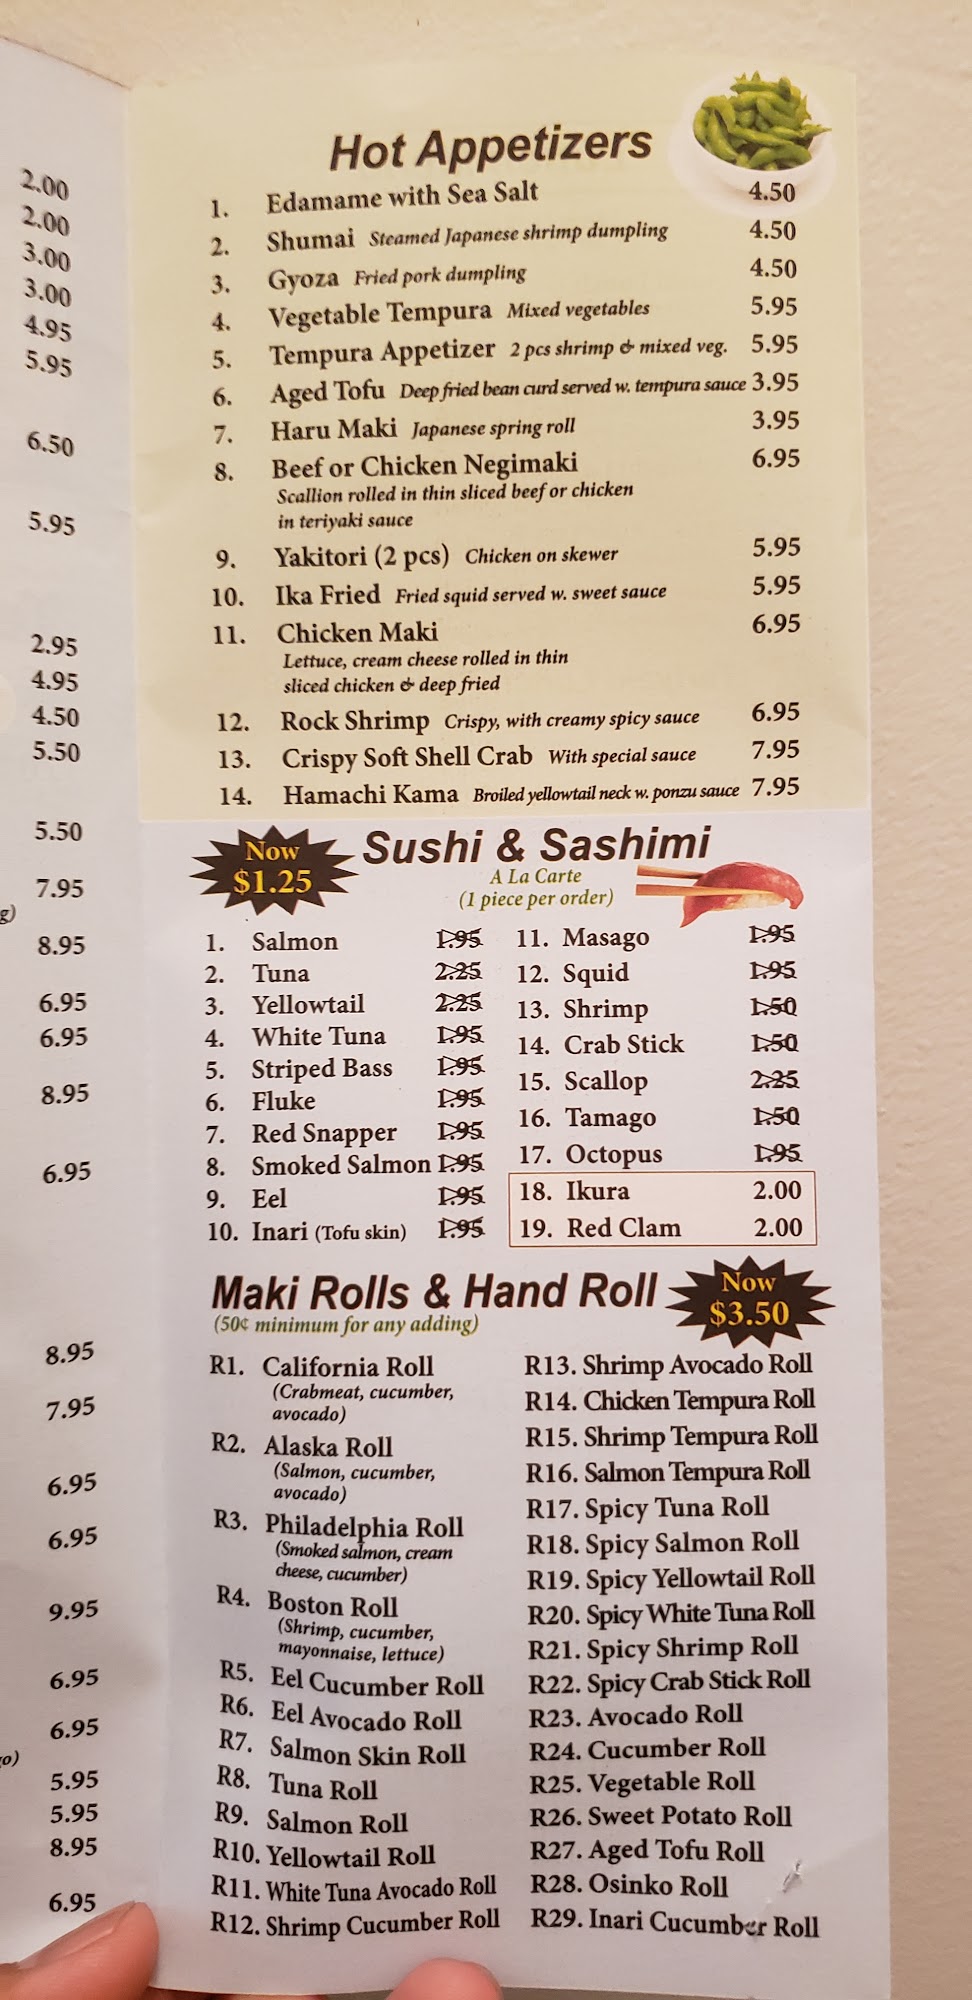 2.00
2.00
3.00
3.00
4.95
5.95
6.50
5.95
2.95
4.95
4.50
5.50
5.50
7.95
g)
8.95
6.95
6.95
8.95
6.95
8.95
7.95
6.95
6.95
9.95
6.95
6.95
o)
5.95
5.95
8.95
6.95
Hot Appetizers
1. Edamame with Sea Salt 4.50
2. Shumai Steamed Japanese shrimp dumpling 4.50
3. Gyoza Fried pork dumpling 4.50
4. Vegetable Tempura Mixed vegetables 5.95
5. Tempura Appetizer 2 pcs shrimp & mixed veg. 5.95
6. Aged Tofu Deep fried bean curd served w. tempura sauce 3.95
7. Haru Maki Japanese spring roll 3.95
8. Beef or Chicken Negimaki 6.95
Scallion rolled in thin sliced beef or chicken
in teriyaki sauce
9. Yakitori (2 pcs) Chicken on skewer 5.95
10. Ika Fried Fried squid served w. sweet sauce 5.95
11. Chicken Maki 6.95
Lettuce, cream cheese rolled in thin
sliced chicken & deep fried
12. Rock Shrimp Crispy, with creamy spicy sauce 6.95
13. Crispy Soft Shell Crab With special sauce 7.95
14. Hamachi Kama Broiled yellowtail neck w. ponzu sauce 7.95
Now
$1.25
Sushi & Sashimi
A La Carte
(1 piece per order)
1. Salmon 1.95
2. Tuna 2.25
3. Yellowtail 2.25
4. White Tuna 1.95
5. Striped Bass 1.95
6. Fluke 1.95
7. Red Snapper 1.95
8. Smoked Salmon 1.95
9. Eel 1.95
10. Inari (Tofu skin) 1.95
11. Masago 1.95
12. Squid 1.95
13. Shrimp 1.50
14. Crab Stick 1.50
15. Scallop 2.25
16. Tamago 1.50
17. Octopus 1.95
18. Ikura 2.00
19. Red Clam 2.00
Maki Rolls & Hand Roll
(50¢ minimum for any adding)
Now
$3.50
R1. California Roll
(Crabmeat, cucumber,
avocado)
R2. Alaska Roll
(Salmon, cucumber,
avocado)
R3. Philadelphia Roll
(Smoked salmon, cream
cheese, cucumber)
R4. Boston Roll
(Shrimp, cucumber,
mayonnaise, lettuce)
R5. Eel Cucumber Roll
R6. Eel Avocado Roll
R7. Salmon Skin Roll
R8. Tuna Roll
R9. Salmon Roll
R10. Yellowtail Roll
R11. White Tuna Avocado Roll
R12. Shrimp Cucumber Roll
R13. Shrimp Avocado Roll
R14. Chicken Tempura Roll
R15. Shrimp Tempura Roll
R16. Salmon Tempura Roll
R17. Spicy Tuna Roll
R18. Spicy Salmon Roll
R19. Spicy Yellowtail Roll
R20. Spicy White Tuna Roll
R21. Spicy Shrimp Roll
R22. Spicy Crab Stick Roll
R23. Avocado Roll
R24. Cucumber Roll
R25. Vegetable Roll
R26. Sweet Potato Roll
R27. Aged Tofu Roll
R28. Osinko Roll
R29. Inari Cucumber Roll